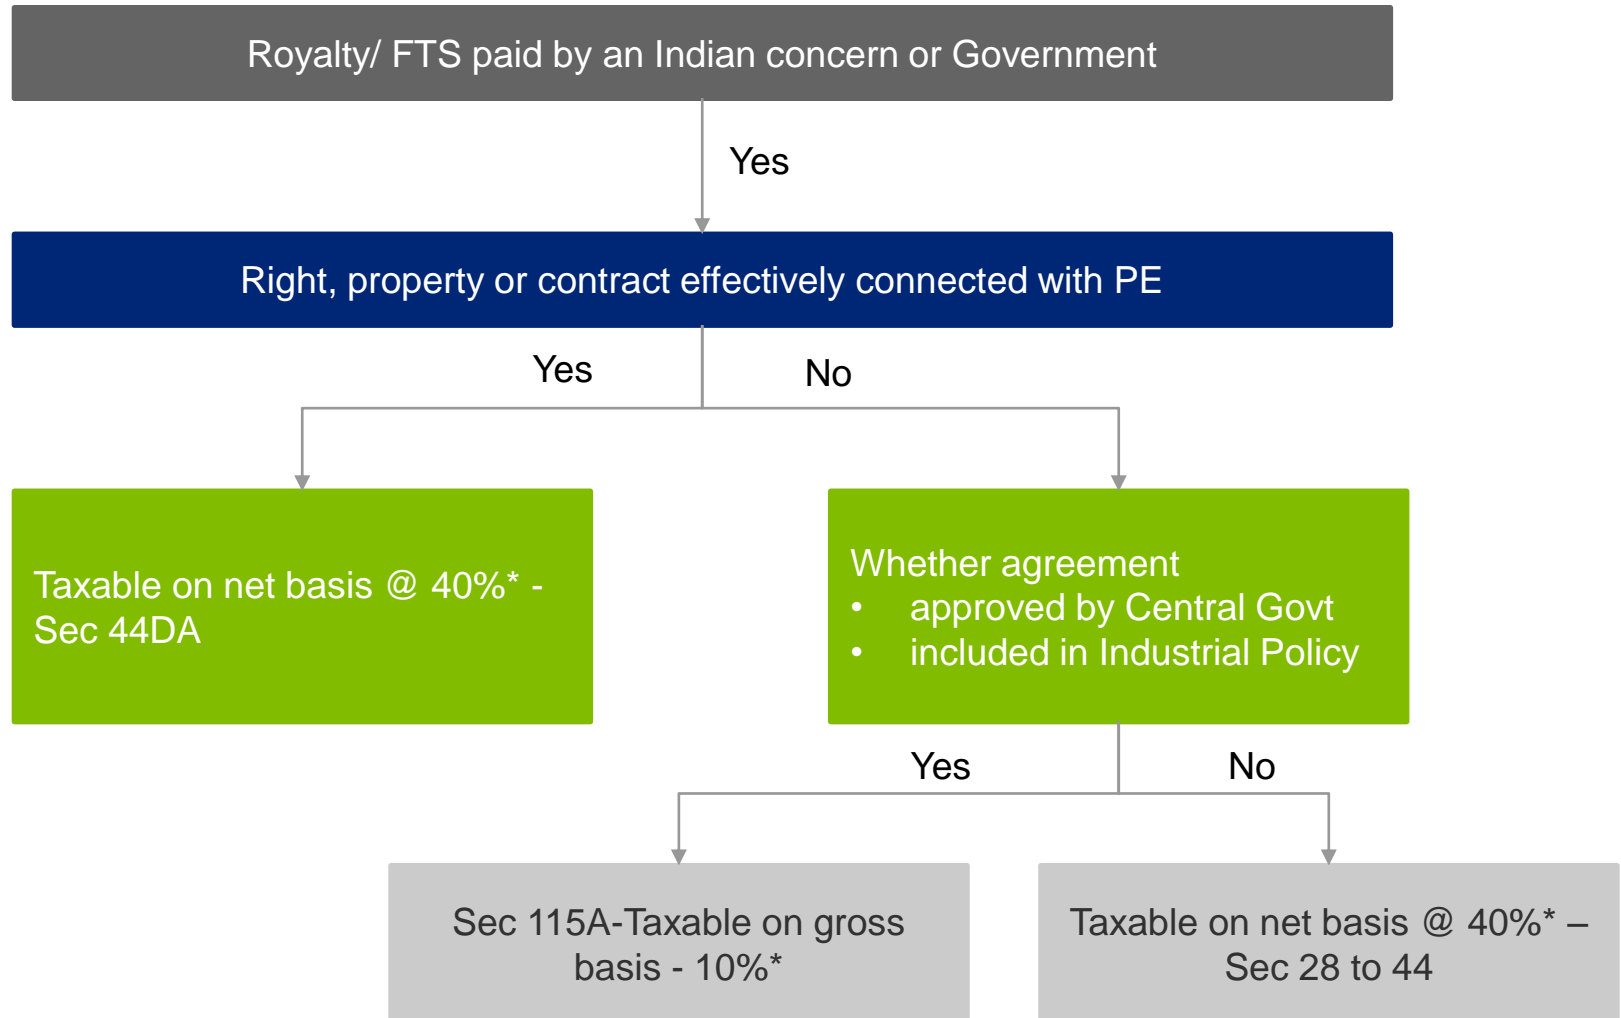 Royalty/ FTS paid by an Indian concern or Government
Yes
Right, property or contract effectively connected with PE
Yes
No
Taxable on net basis @ 40%* -
Sec 44DA
Whether agreement
• approved by Central Govt
• included in Industrial Policy
Yes
No
Sec 115A-Taxable on gross
basis - 10%*
Taxable on net basis @ 40%* –
Sec 28 to 44